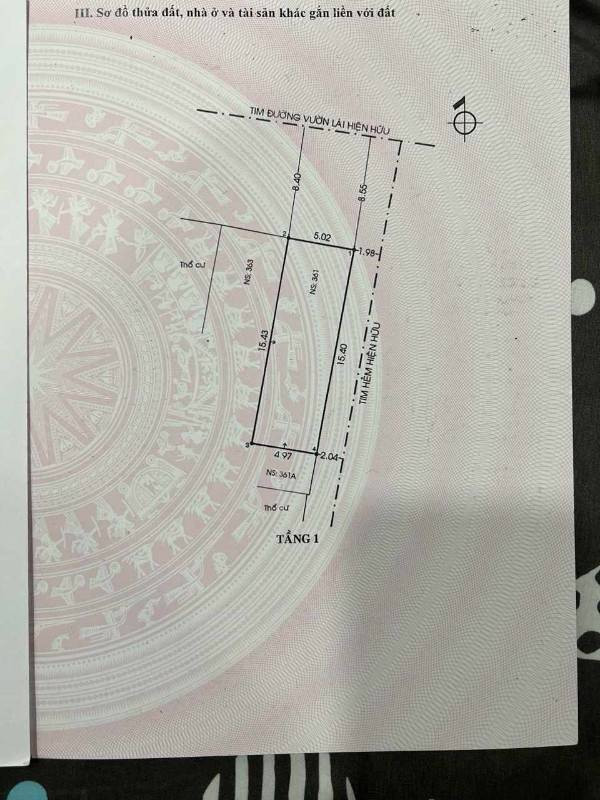 III. Sơ đồ thửa đất, nhà ở và tài sản khác gắn liền với đất
TIM ĐƯỜNG VƯỜN LÀI HIỆN HỮU
8.40
8.55
2
5.02
1
1.98
Thổ cư
NS: 363
NS: 361
15.43
15.40
TIM HẺM HIỆN HỮU
3
4.97
4
2.04
NS: 361A
Thổ cư
TẦNG 1